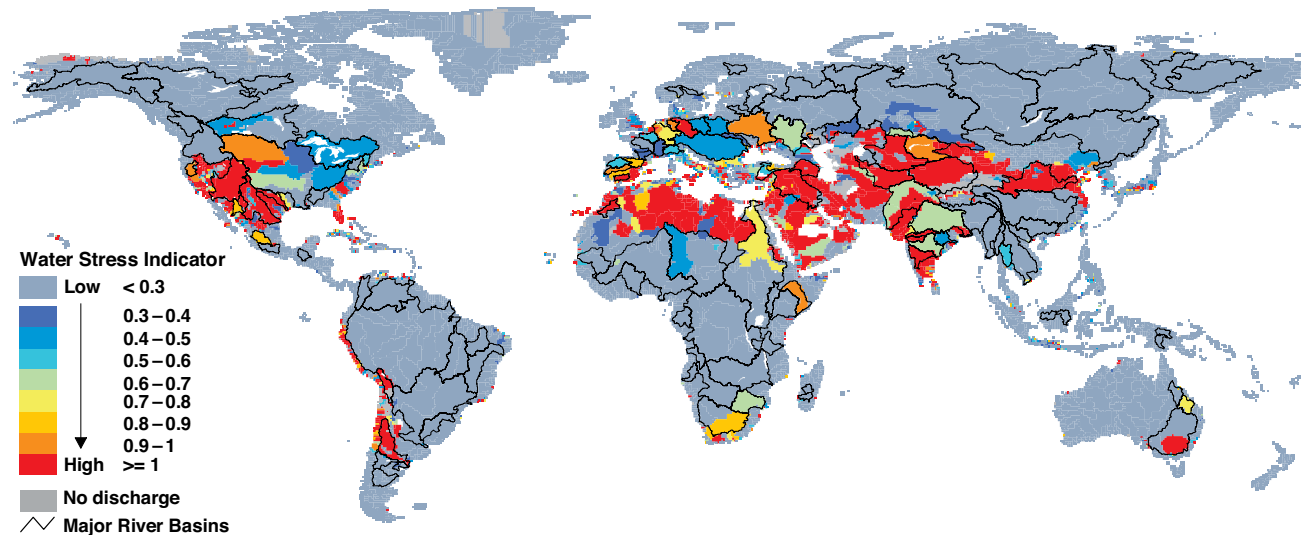 Water Stress Indicator
Low < 0.3
0.3 – 0.4
0.4 – 0.5
0.5 – 0.6
0.6 – 0.7
0.7 – 0.8
0.8 – 0.9
0.9 – 1
High >= 1
No discharge
Major River Basins